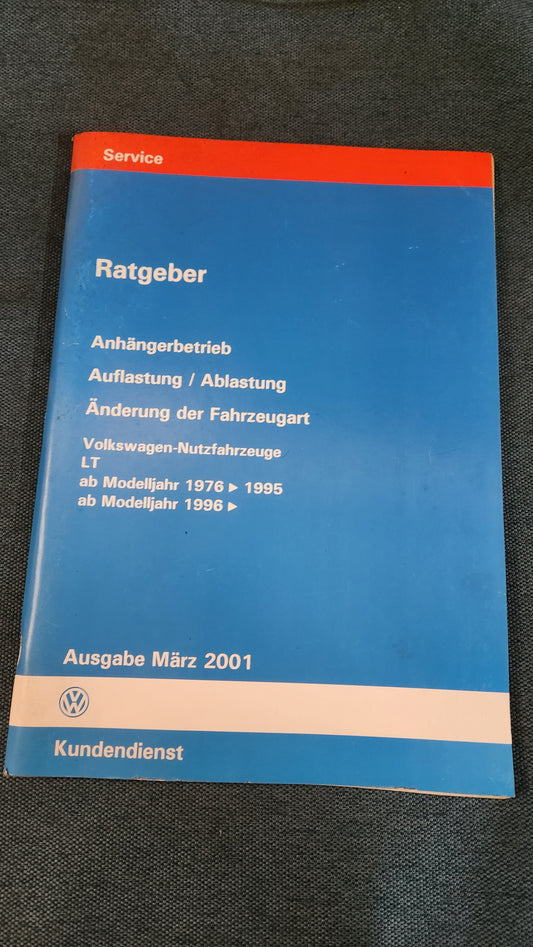 Service
Ratgeber
Anhängerbetrieb
Auflastung / Ablastung
Änderung der Fahrzeugart
Volkswagen-Nutzfahrzeuge
LT
ab Modelljahr 1976 ▸ 1995
ab Modelljahr 1996 ▸
Ausgabe März 2001
VW
Kundendienst